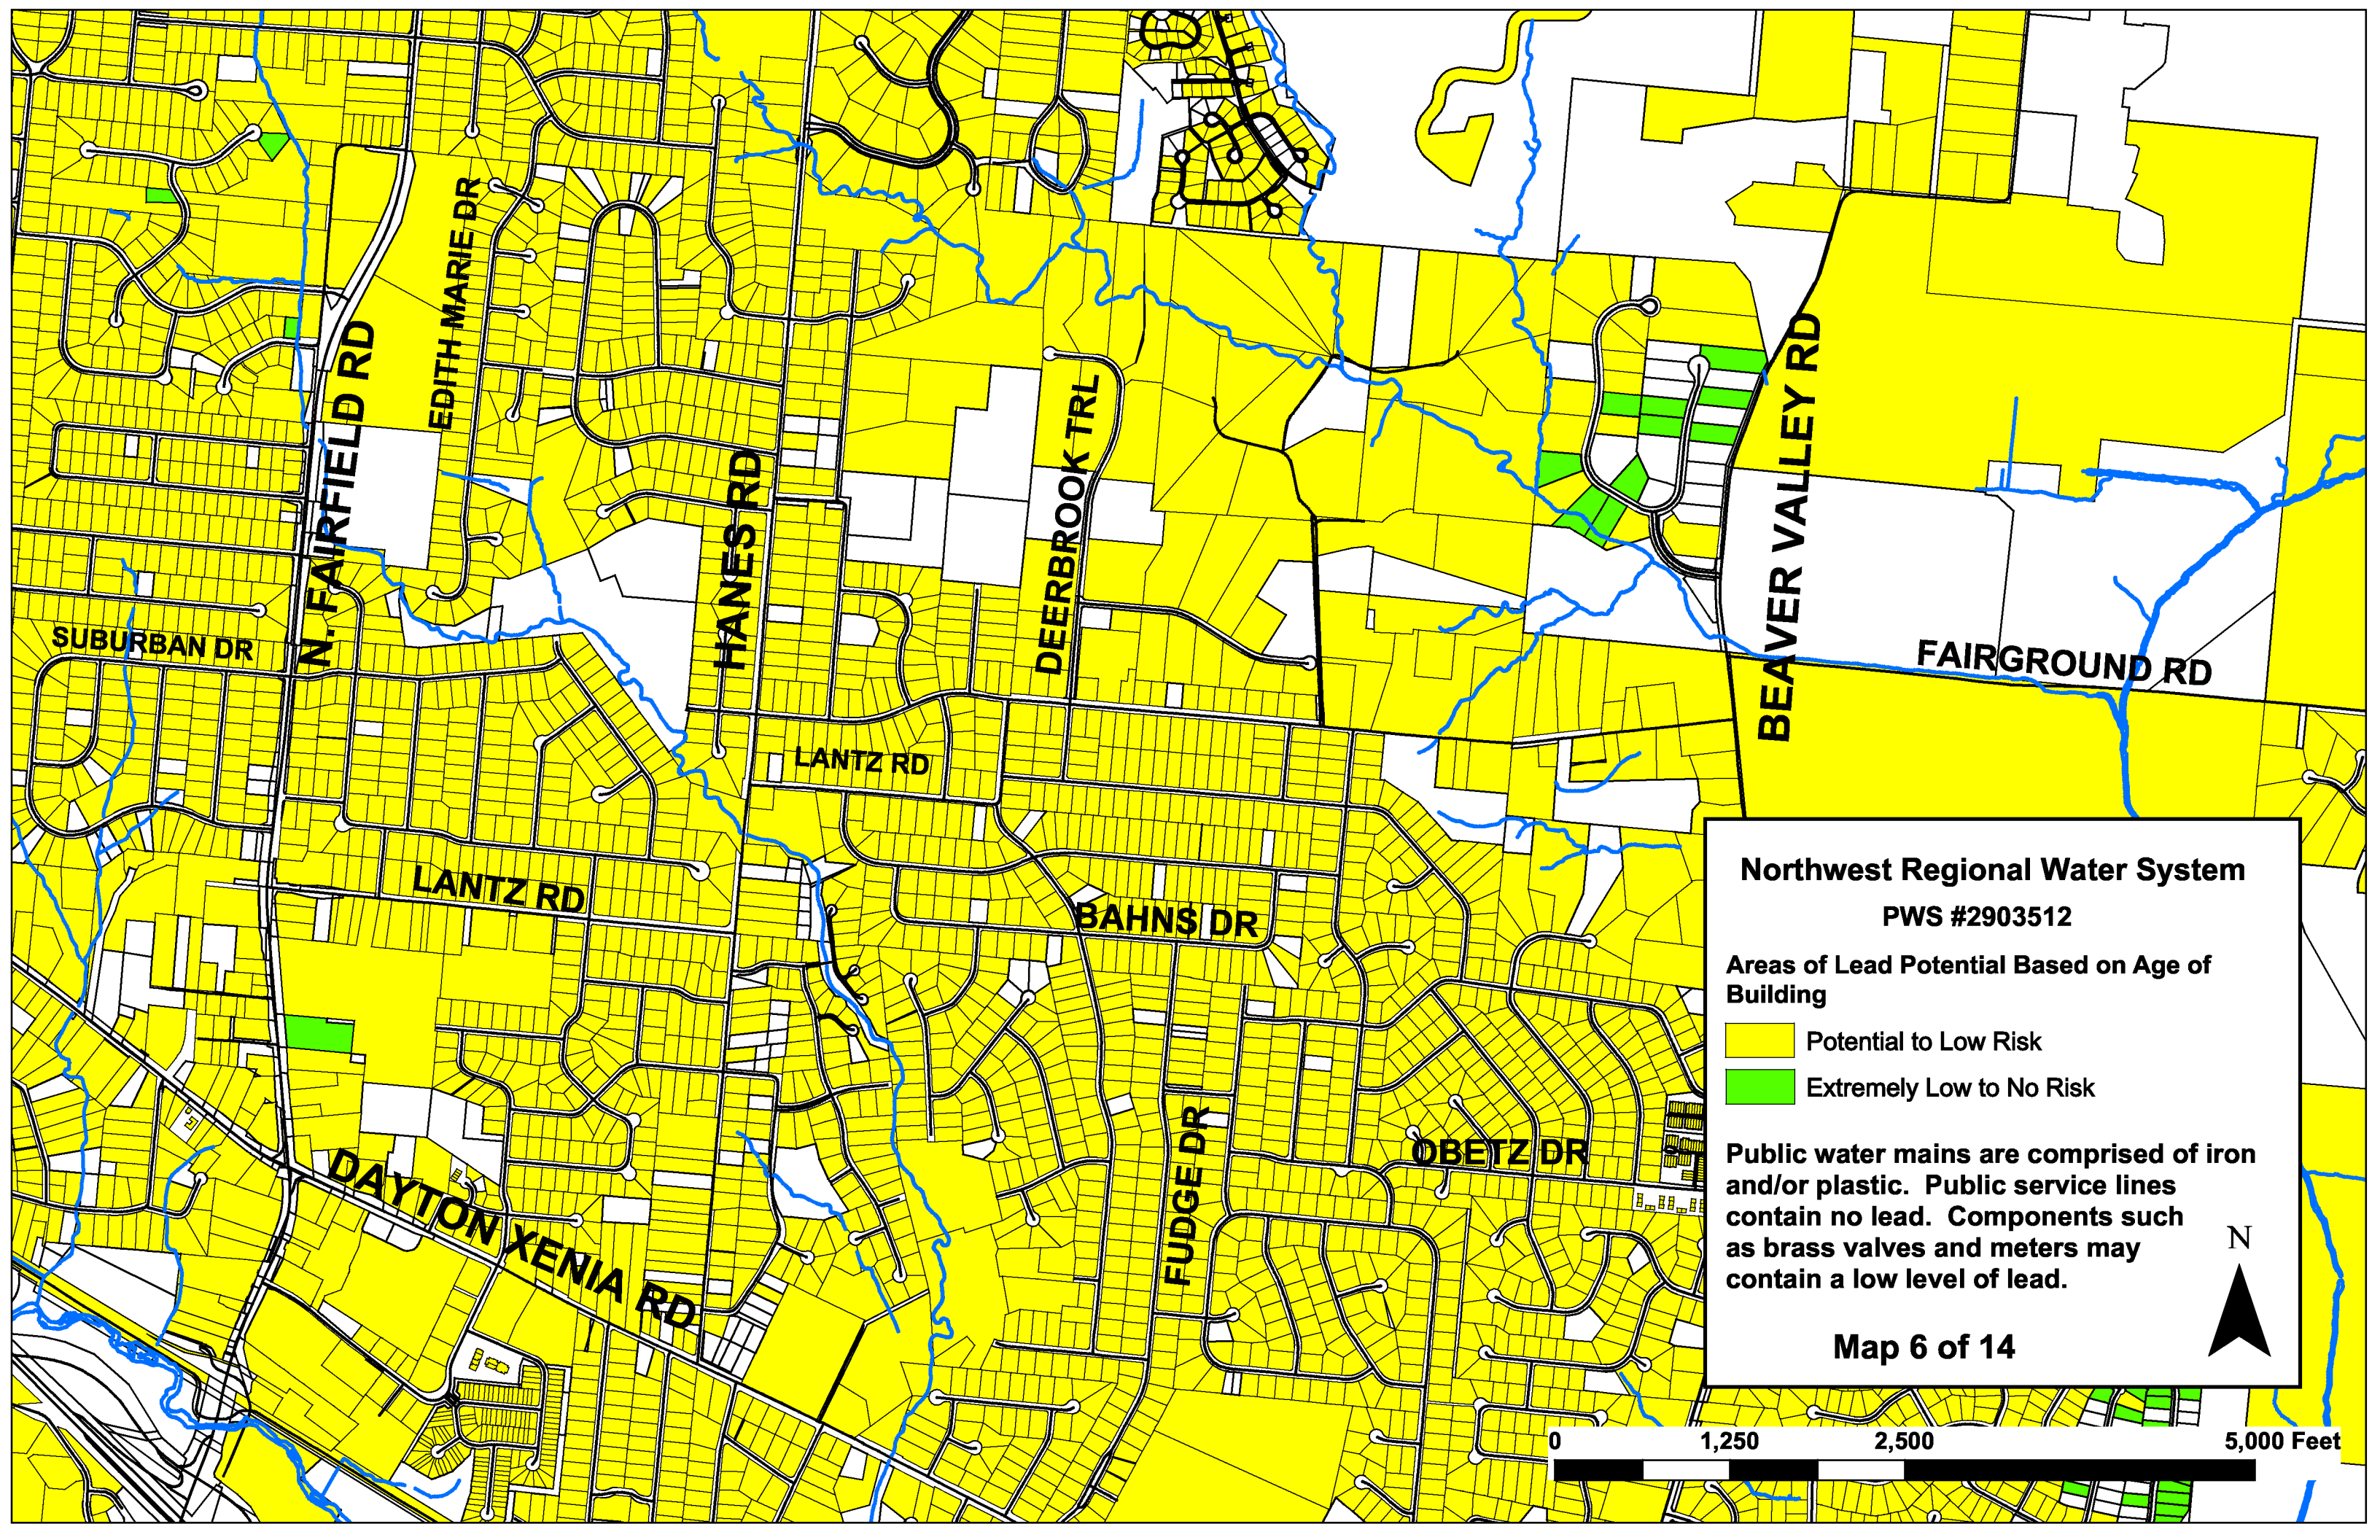 EDITH MARIE DR
N. FAIRFIELD RD
HANES RD
DEERBROOK TRL
BEAVER VALLEY RD
SUBURBAN DR
FAIRGROUND RD
LANTZ RD
LANTZ RD
BAHNS DR
FUDGE DR
OBETZ DR
DAYTON XENIA RD
Northwest Regional Water System
PWS #2903512
Areas of Lead Potential Based on Age of
Building
Potential to Low Risk
Extremely Low to No Risk
Public water mains are comprised of iron
and/or plastic. Public service lines
contain no lead. Components such
as brass valves and meters may
contain a low level of lead.
N
Map 6 of 14
0 1,250 2,500 5,000 Feet